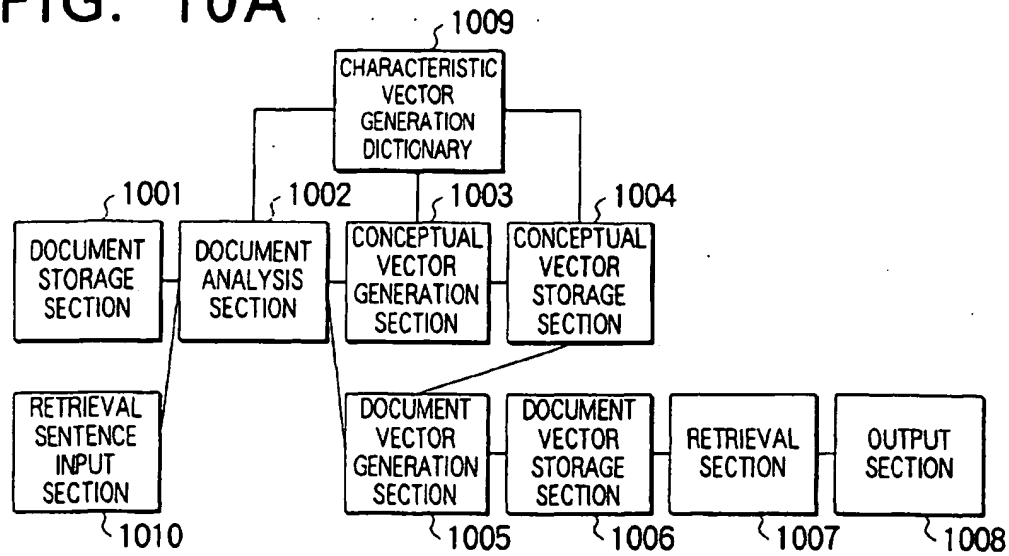 FIG. 10A
1009
CHARACTERISTIC
VECTOR
GENERATION
DICTIONARY
1001
DOCUMENT
STORAGE
SECTION
1002
DOCUMENT
ANALYSIS
SECTION
1003
CONCEPTUAL
VECTOR
GENERATION
SECTION
1004
CONCEPTUAL
VECTOR
STORAGE
SECTION
RETRIEVAL
SENTENCE
INPUT
SECTION
1010
DOCUMENT
VECTOR
GENERATION
SECTION
1005
DOCUMENT
VECTOR
STORAGE
SECTION
1006
RETRIEVAL
SECTION
1007
OUTPUT
SECTION
1008